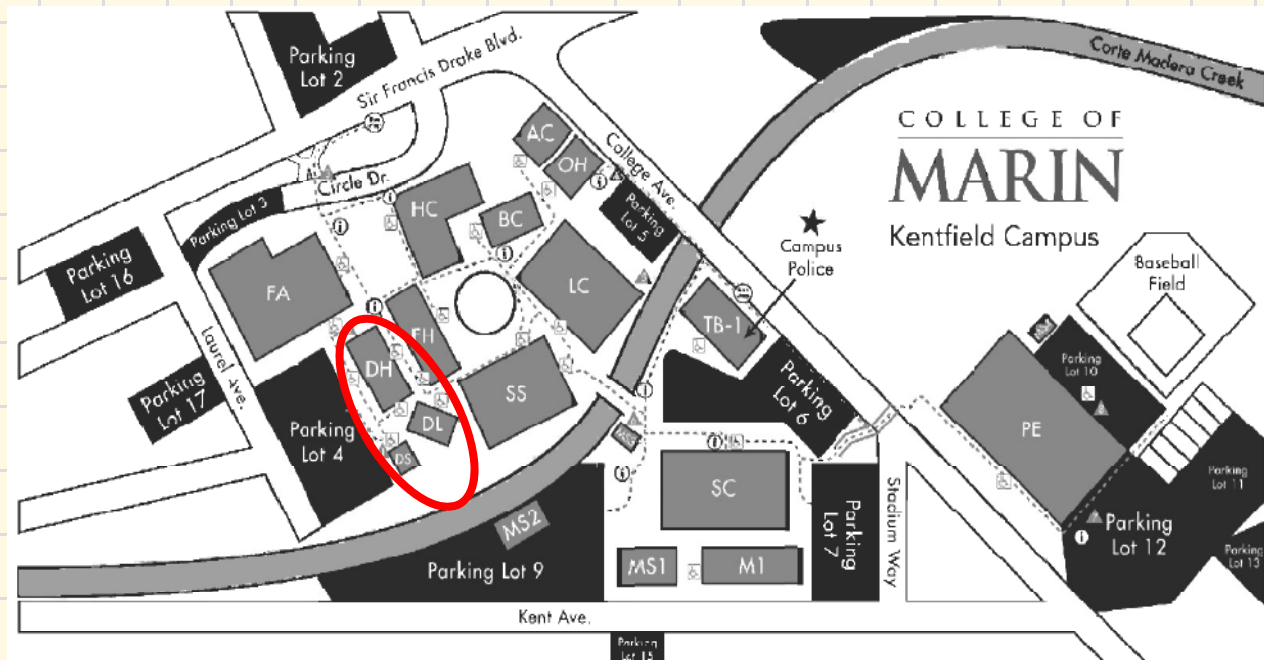 Parking
Lot 2
Sir Francis Drake Blvd.
Corte Madera Creek
COLLEGE OF
MARIN
Kentfield Campus
AC
OH
College Ave.
Circle Dr.
Parking Lot 3
HC
BC
Parking
Lot 5
Campus
Police
Parking
Lot 16
FA
LC
TB-1
Baseball
Field
Laurel Ave.
DH
Parking
Lot 10
Parking
Lot 17
SS
Parking
Lot 6
DL
PE
Parking
Lot 4
DS
SC
Parking
Lot 7
Stadium Way
Parking
Lot 11
MS2
Parking
Lot 12
Parking
Lot 13
Parking Lot 9
MS1
M1
Kent Ave.
Parking
Lot 15